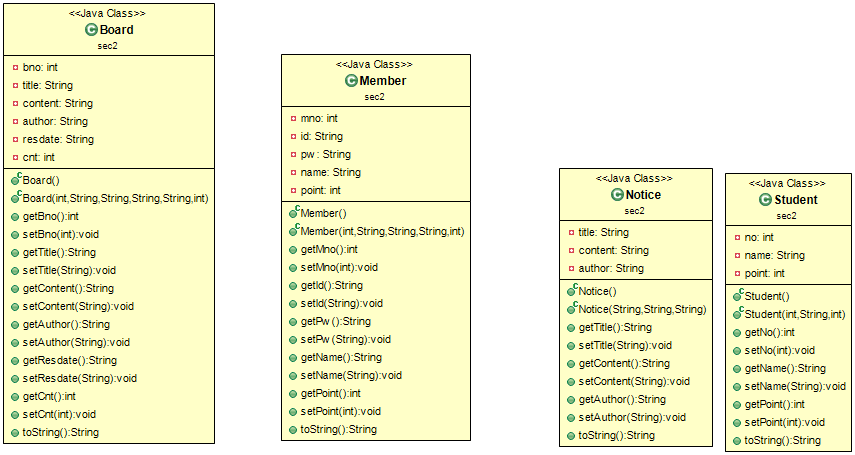 <<Java Class>>
Board
sec2
bno: int
title: String
content: String
author: String
resdate: String
cnt: int
Board()
Board(int,String,String,String,String,int)
getBno():int
setBno(int):void
getTitle():String
setTitle(String):void
getContent():String
setContent(String):void
getAuthor():String
setAuthor(String):void
getResdate():String
setResdate(String):void
getCnt():int
setCnt(int):void
toString():String
<<Java Class>>
Member
sec2
mno: int
id: String
pw : String
name: String
point: int
Member()
Member(int,String,String,String,int)
getMno():int
setMno(int):void
getId():String
setId(String):void
getPw ():String
setPw (String):void
getName():String
setName(String):void
getPoint():int
setPoint(int):void
toString():String
<<Java Class>>
Notice
sec2
title: String
content: String
author: String
Notice()
Notice(String,String,String)
getTitle():String
setTitle(String):void
getContent():String
setContent(String):void
getAuthor():String
setAuthor(String):void
toString():String
<<Java Class>>
Student
sec2
no: int
name: String
point: int
Student()
Student(int,String,int)
getNo():int
setNo(int):void
getName():String
setName(String):void
getPoint():int
setPoint(int):void
toString():String